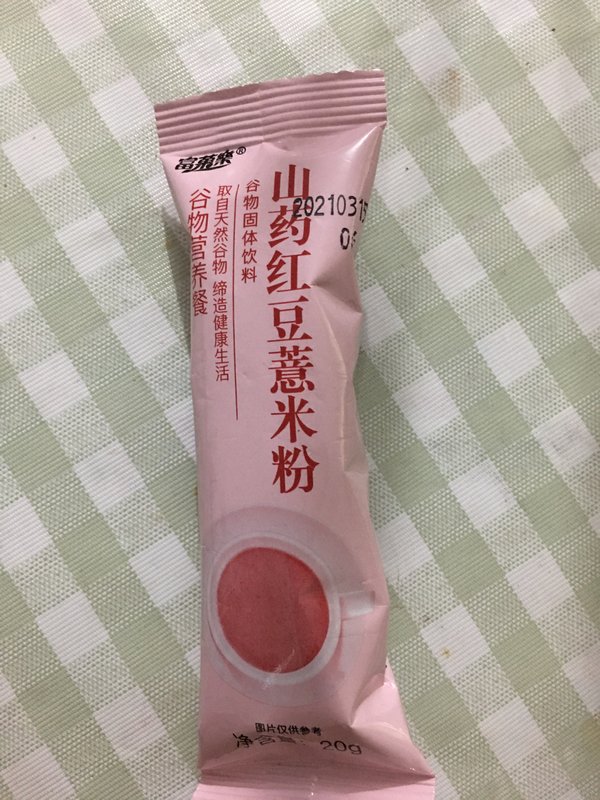 山药红豆薏米粉
2021031
谷物固体饮料
取自天然谷物 缔造健康生活
谷物营养餐
图片仅供参考
净含量: 20g